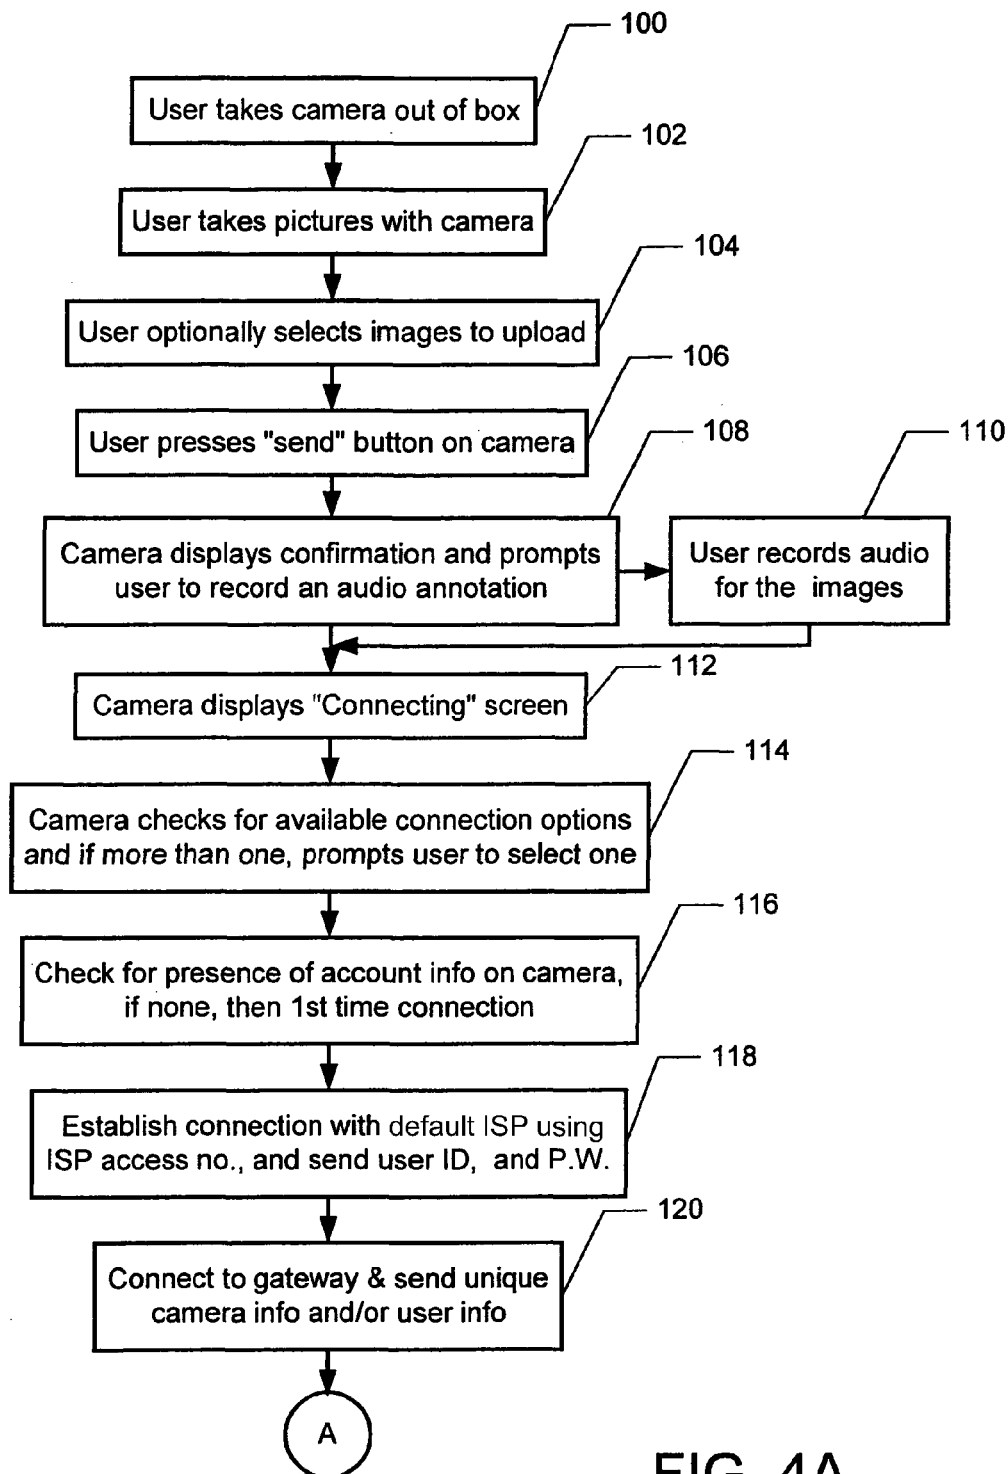 100
User takes camera out of box
102
User takes pictures with camera
104
User optionally selects images to upload
106
User presses "send" button on camera
108
110
Camera displays confirmation and prompts
user to record an audio annotation
User records audio
for the images
112
Camera displays "Connecting" screen
114
Camera checks for available connection options
and if more than one, prompts user to select one
116
Check for presence of account info on camera,
if none, then 1st time connection
118
Establish connection with default ISP using
ISP access no., and send user ID, and P.W.
120
Connect to gateway & send unique
camera info and/or user info
A
FIG. 4A